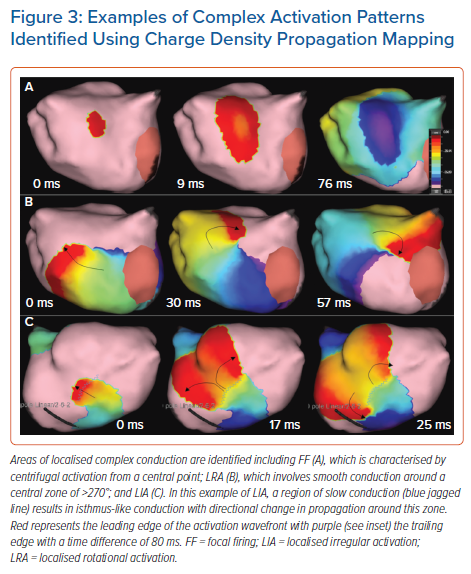 Figure 3: Examples of Complex Activation Patterns
Identified Using Charge Density Propagation Mapping
A
0 ms
9 ms
76 ms
B
0 ms
30 ms
57 ms
C
0 ms
17 ms
25 ms
Areas of localised complex conduction are identified including FF (A), which is characterised by
centrifugal activation from a central point; LRA (B), which involves smooth conduction around a
central zone of >270°; and LIA (C). In this example of LIA, a region of slow conduction (blue jagged
line) results in isthmus-like conduction with directional change in propagation around this zone.
Red represents the leading edge of the activation wavefront with purple (see inset) the trailing
edge with a time difference of 80 ms. FF = focal firing; LIA = localised irregular activation;
LRA = localised rotational activation.